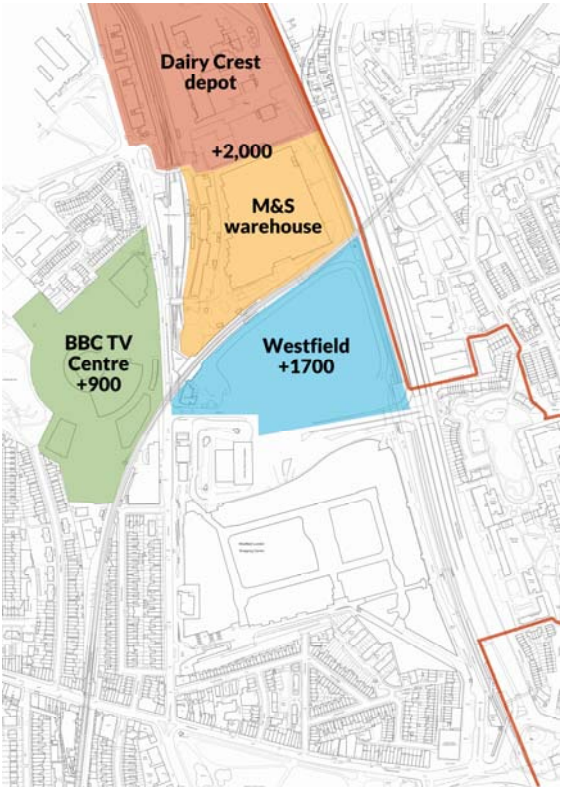 Dairy Crest
depot
+2,000
M&S
warehouse
BBC TV
Centre
+900
Westfield
+1700